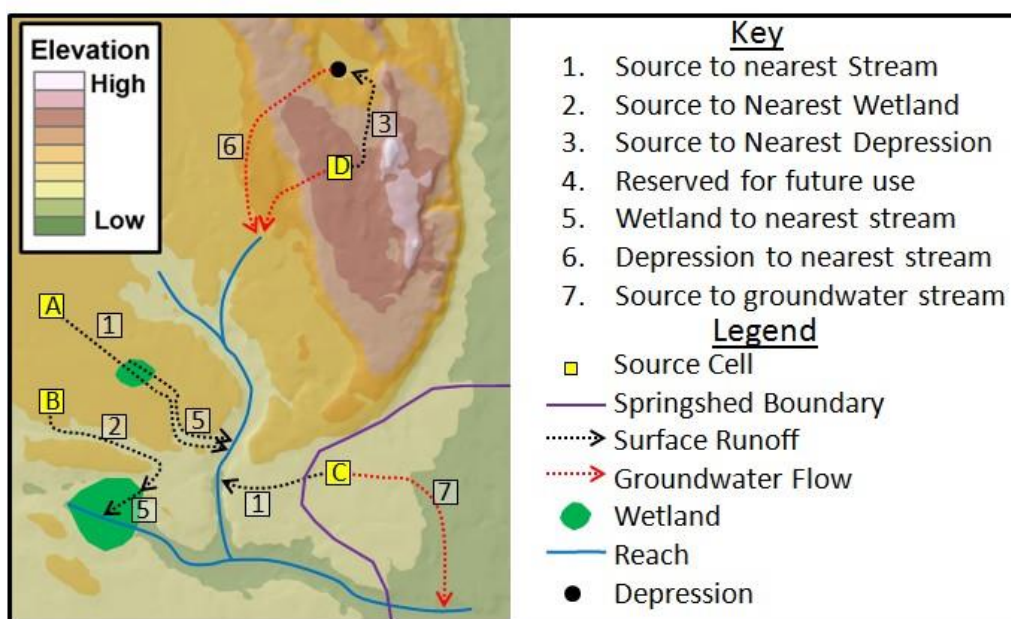 Elevation
High
Low
A
1
B
2
5
5
C
1
7
D
3
6
Key
1. Source to nearest Stream
2. Source to Nearest Wetland
3. Source to Nearest Depression
4. Reserved for future use
5. Wetland to nearest stream
6. Depression to nearest stream
7. Source to groundwater stream
Legend
Source Cell
Springshed Boundary
Surface Runoff
Groundwater Flow
Wetland
Reach
Depression